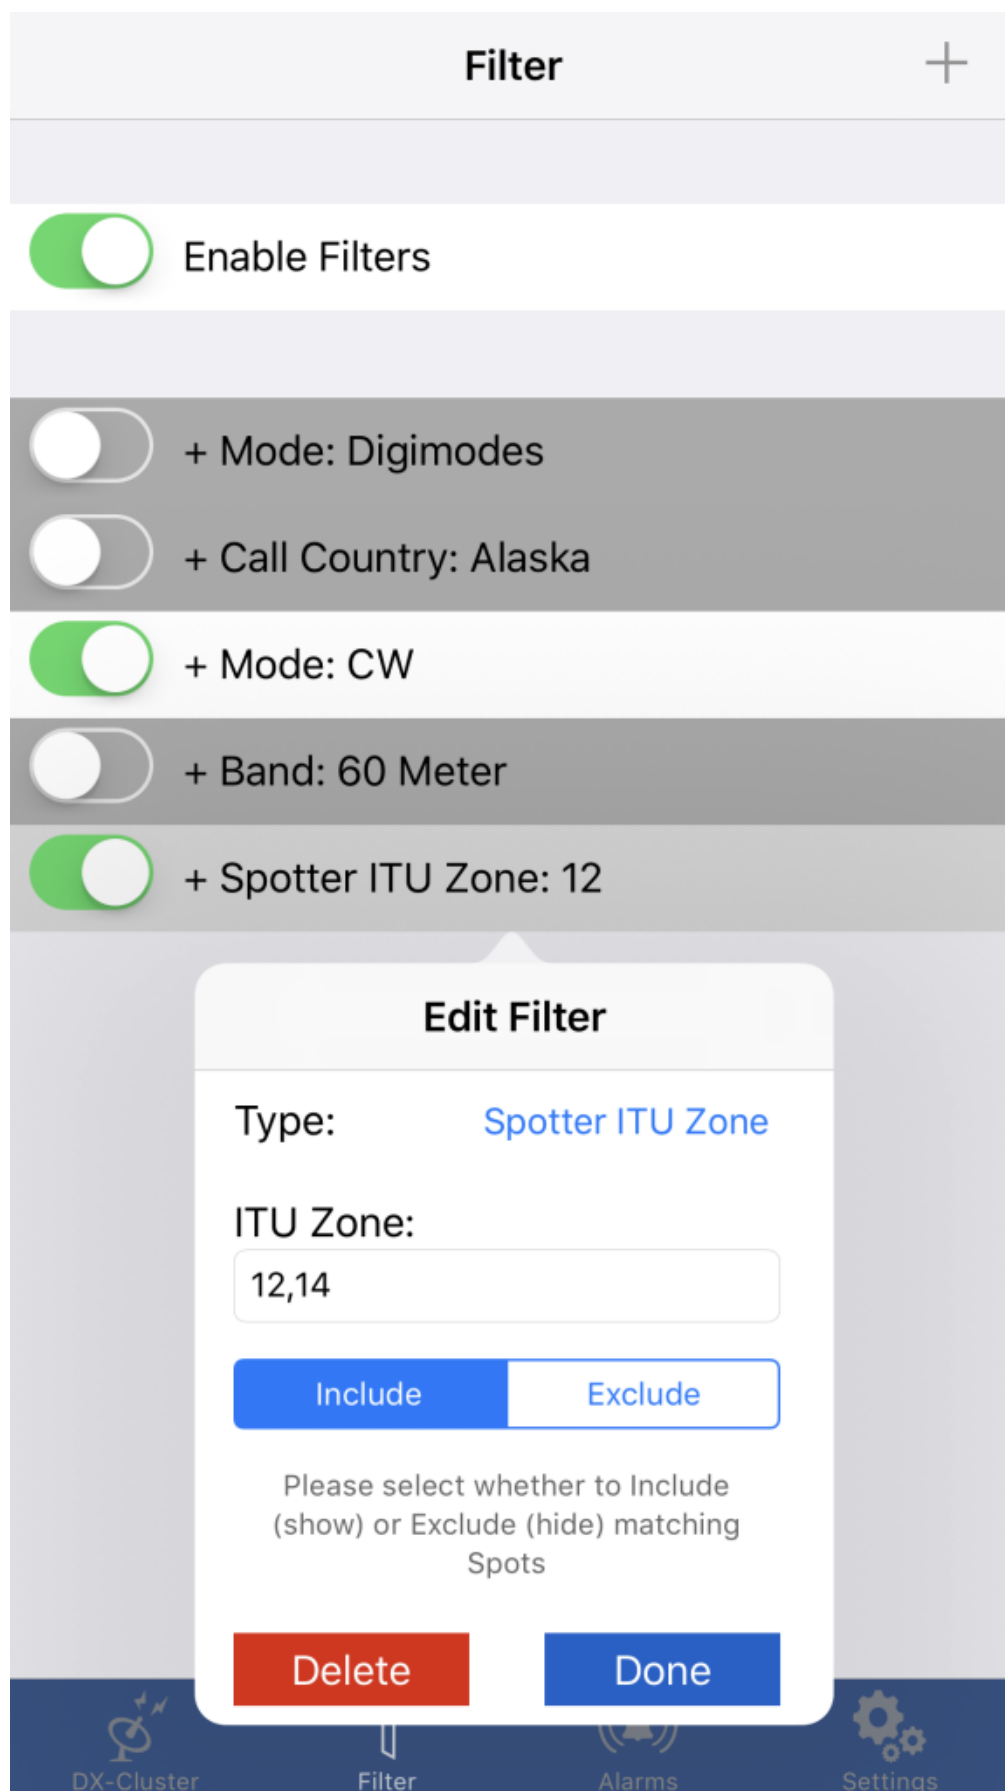 Filter
Enable Filters
+ Mode: Digimodes
+ Call Country: Alaska
+ Mode: CW
+ Band: 60 Meter
+ Spotter ITU Zone: 12
Edit Filter
Type: Spotter ITU Zone
ITU Zone:
12,14
Include Exclude
Please select whether to Include
(show) or Exclude (hide) matching
Spots
Delete Done
DX-Cluster Filter Alarms Settings